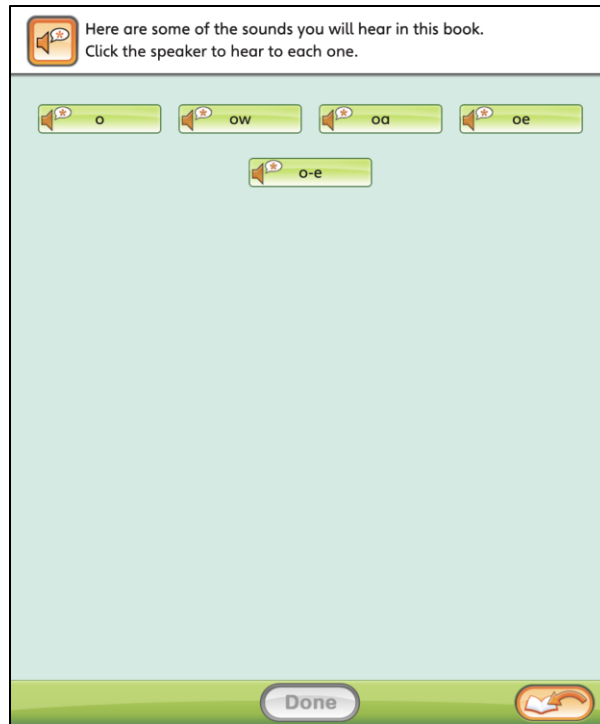 Here are some of the sounds you will hear in this book.
Click the speaker to hear to each one.
o ow oa oe
o-e
Done